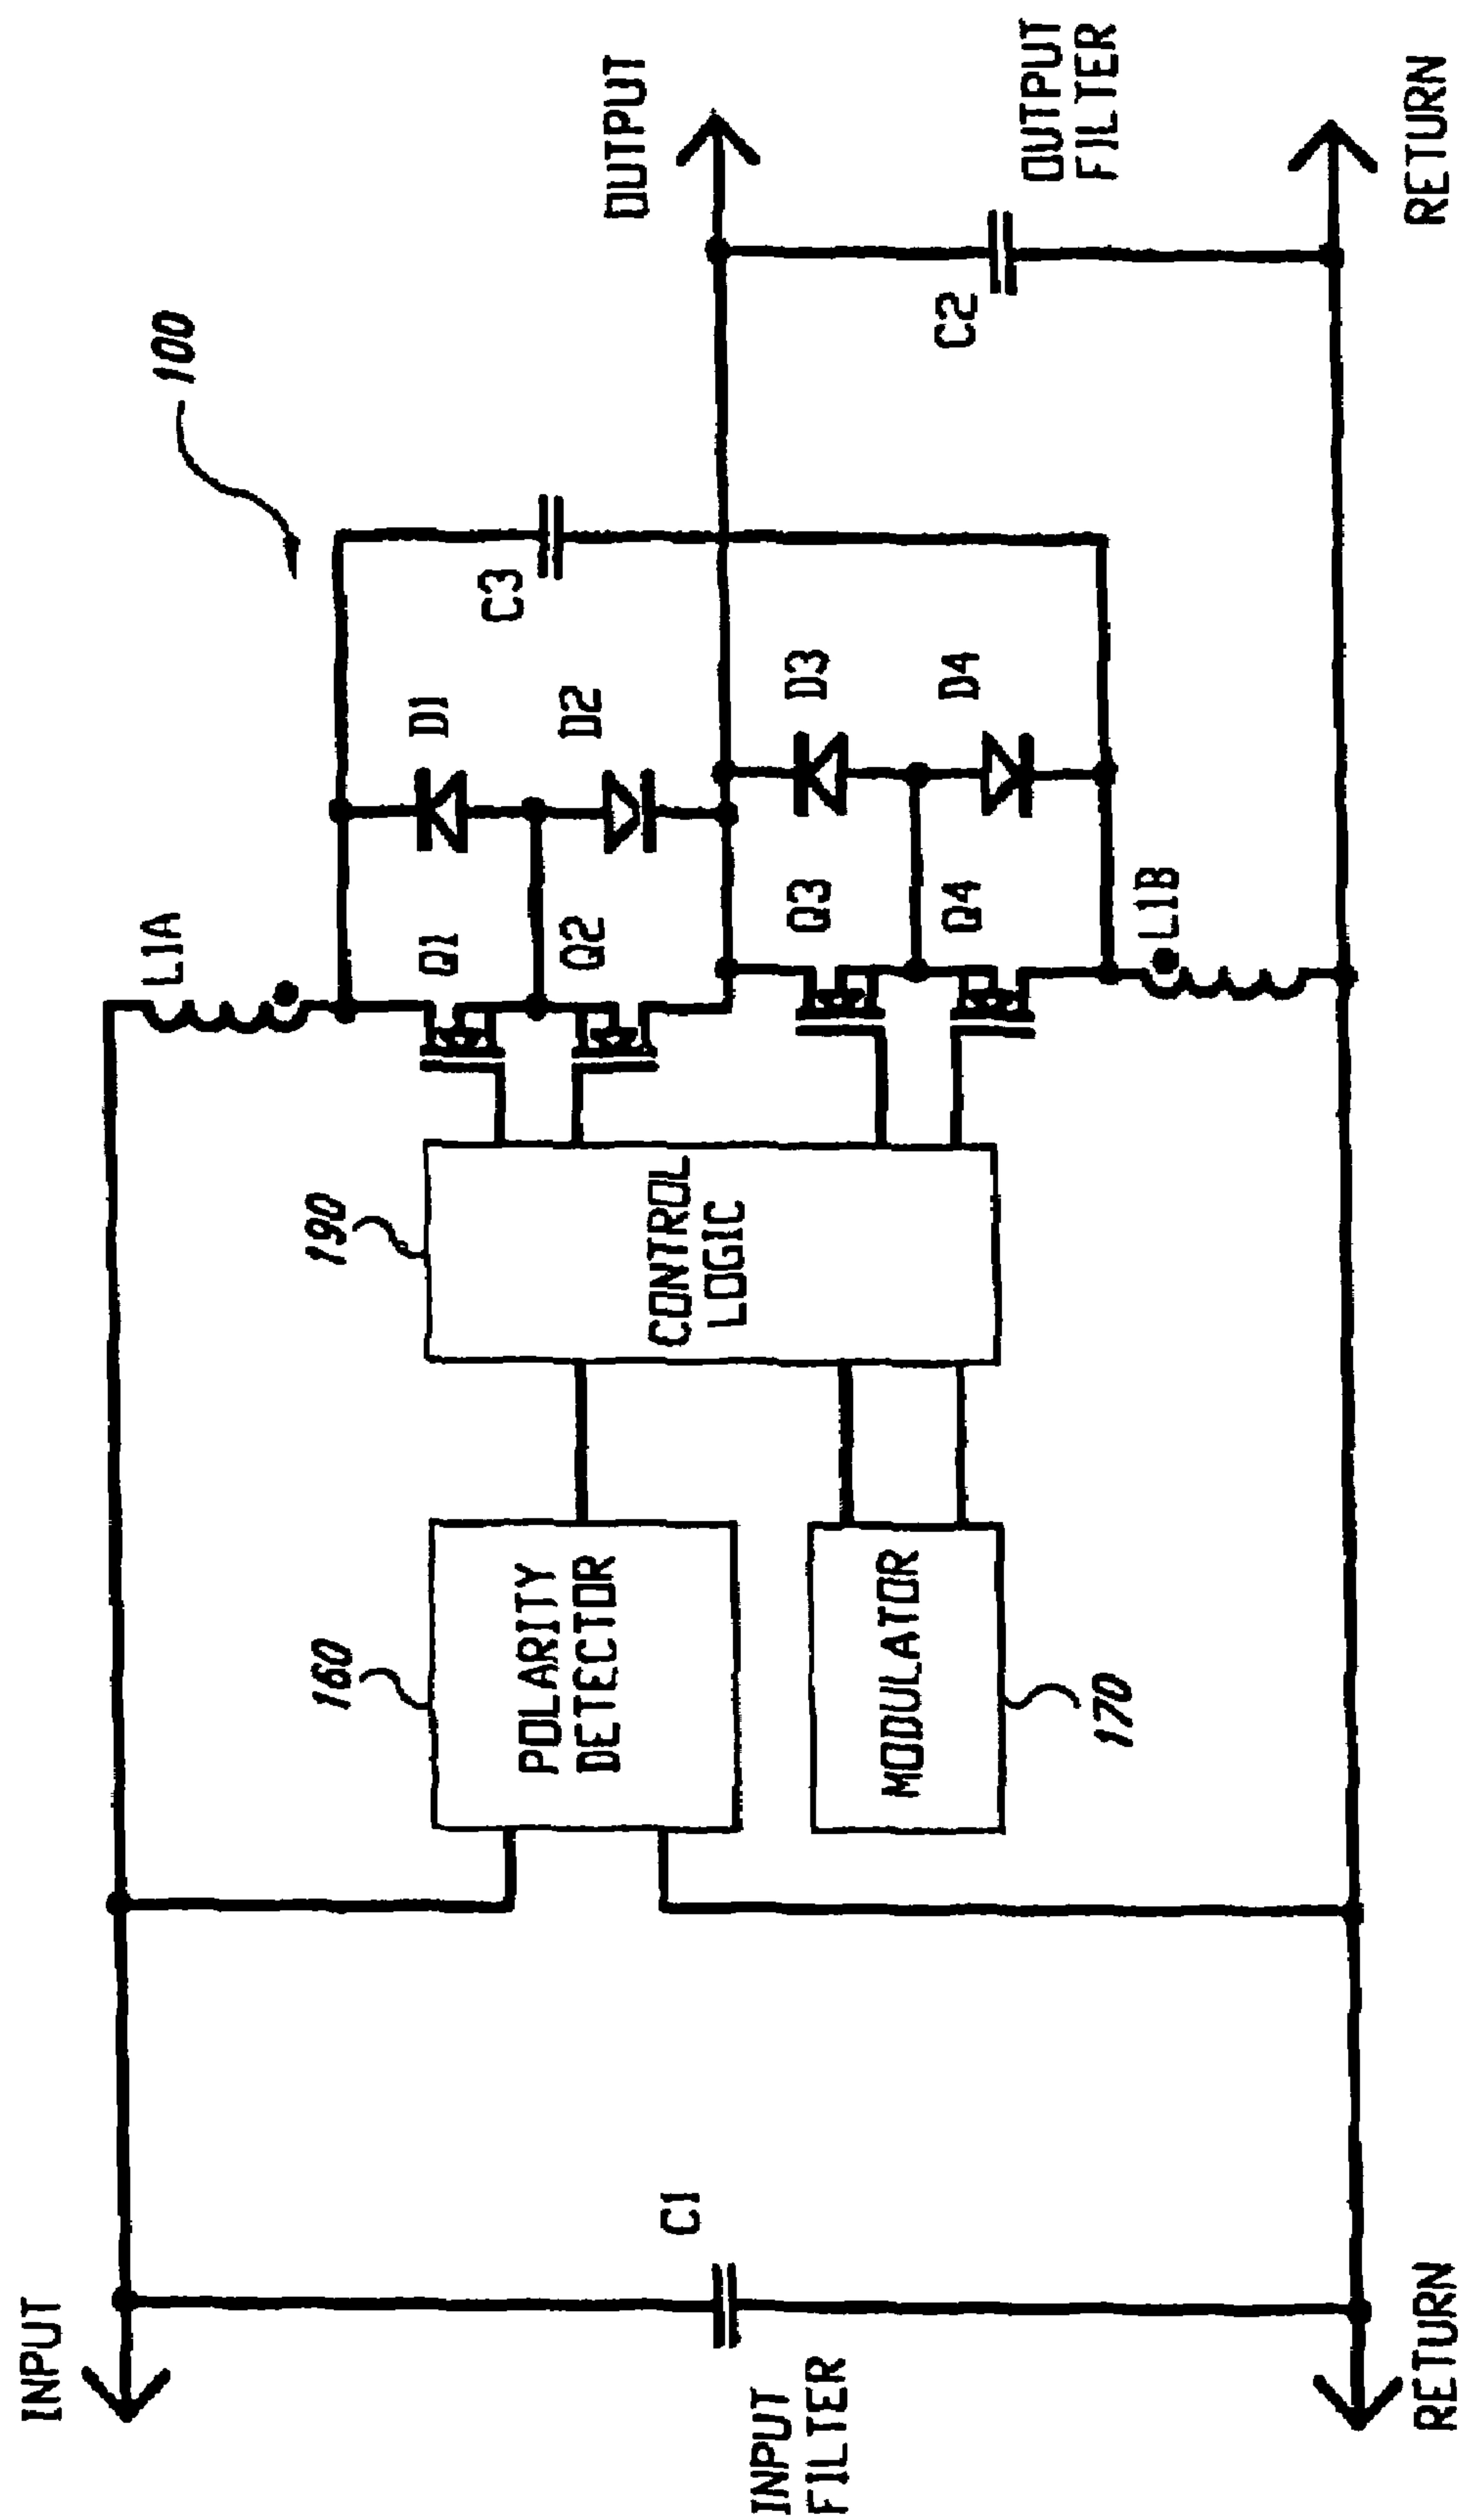 INPUT
INPUT
FILTER
C1
RETURN
160
POLARITY
DETECTOR
MODULATOR
170
190
CONTROL
LOGIC
L1A
Q1
Q2
Q3
Q4
L1B
D1
D2
D3
D4
C3
100
C2
OUTPUT
OUTPUT
FILTER
RETURN